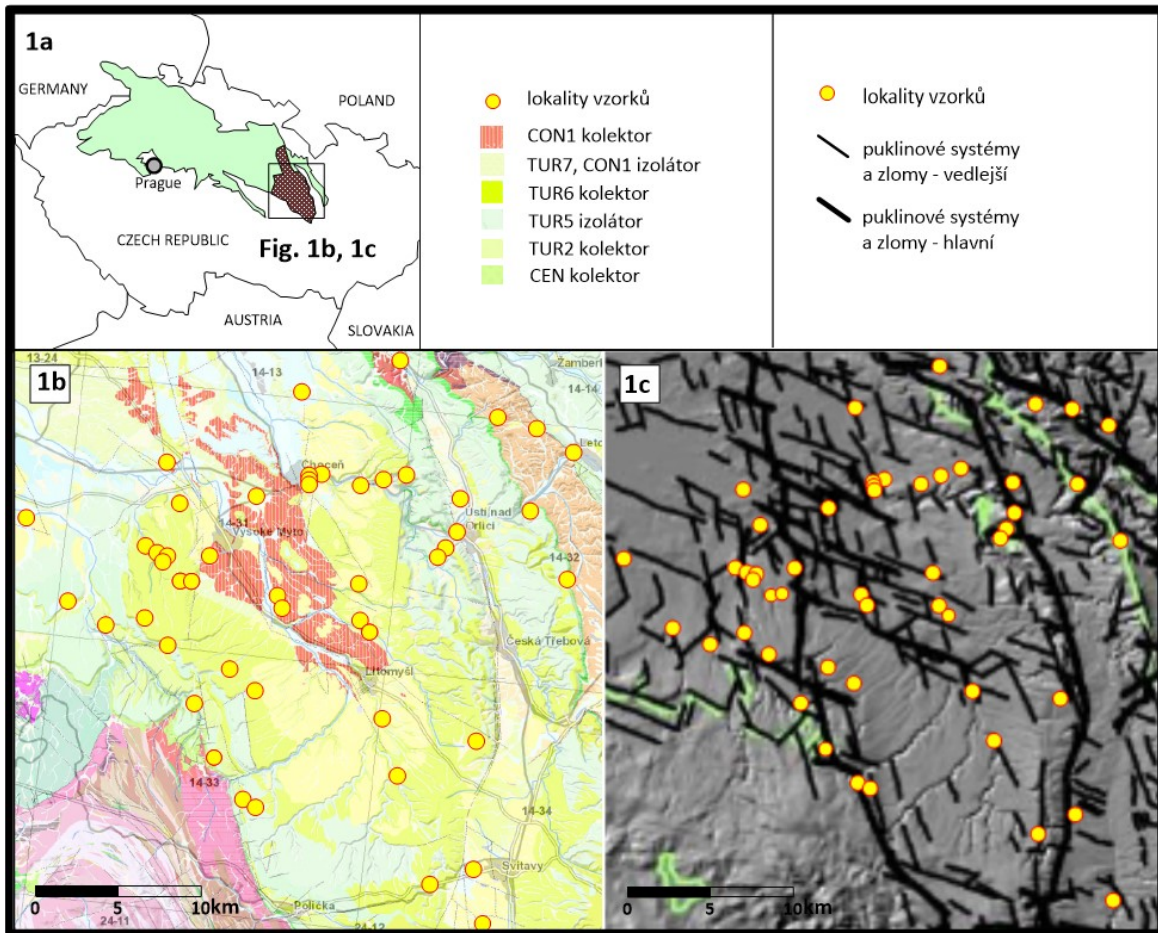 1a
GERMANY
POLAND
Prague
CZECH REPUBLIC
Fig. 1b, 1c
AUSTRIA
SLOVAKIA
lokality vzorků
CON1 kolektor
TUR7, CON1 izolátor
TUR6 kolektor
TUR5 izolátor
TUR2 kolektor
CEN kolektor
lokality vzorků
puklinové systémy
a zlomy - vedlejší
puklinové systémy
a zlomy - hlavní
1b
13-24
14-13
Žamberk
14-14
Leto
Choceň
Ústí nad
Orlicí
14-31
Vysoké Mýto
14-32
Česká Třebová
Litomyšl
14-33
14-34
Svitavy
Polička
24-11
24-12
0 5 10km
1c
0 5 10km